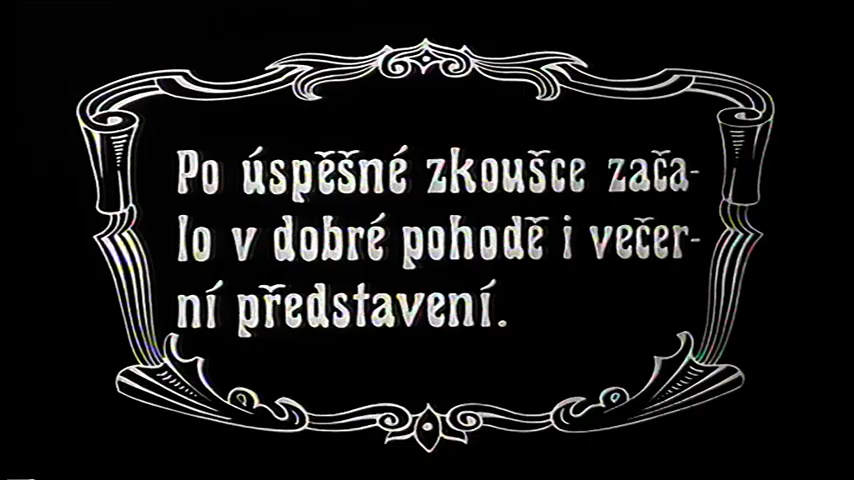 Po úspěšné zkoušce zača-
lo v dobré pohodě i večer-
ní představení.